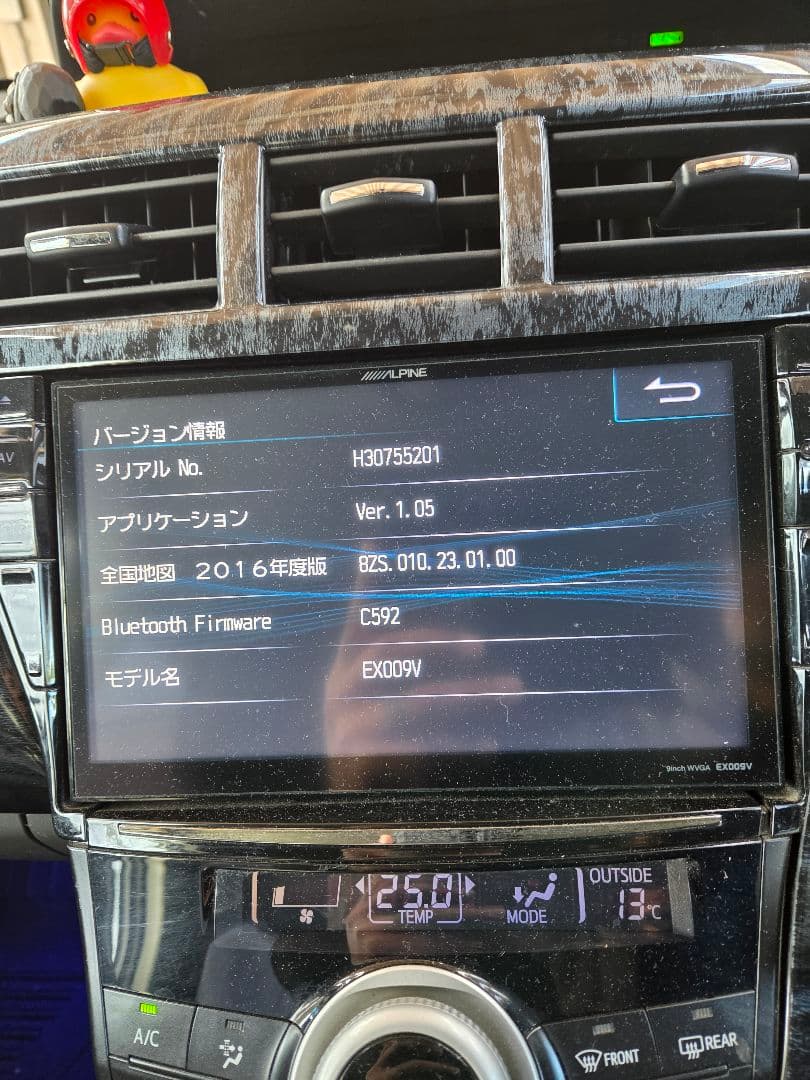 ALPINE
バージョン情報
シリアル No. H30755201
アプリケーション Ver.1.05
全国地図 2016年度版 8ZS.010.23.01.00
Bluetooth Firmware C592
モデル名 EX009V
9inch WVGA EX009V
AV
25.0
TEMP
MODE
OUTSIDE
13℃
A/C
FRONT
REAR